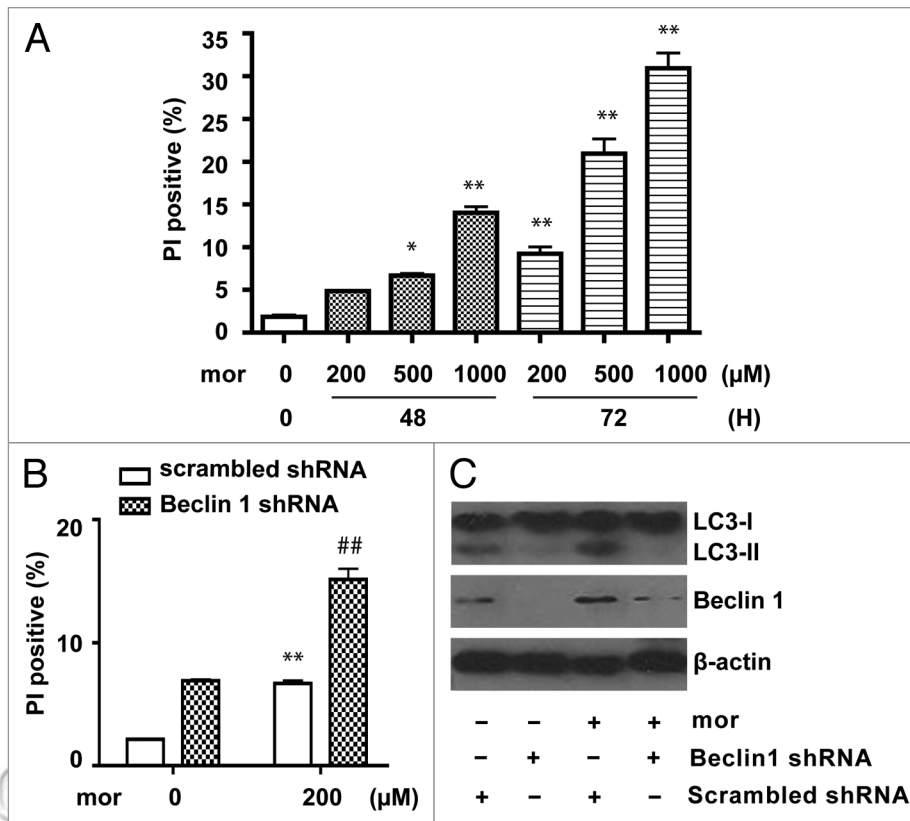 A
PI positive (%)
35
30
25
20
15
10
5
0
**
**
**
**
*
mor 0 200 500 1000 200 500 1000 (µM)
0 48 72 (H)
B
scrambled shRNA
Beclin 1 shRNA
PI positive (%)
20
10
0
##
**
mor 0 200 (µM)
C
LC3-I
LC3-II
Beclin 1
β-actin
− − + + mor
− + − + Beclin1 shRNA
+ − + − Scrambled shRNA